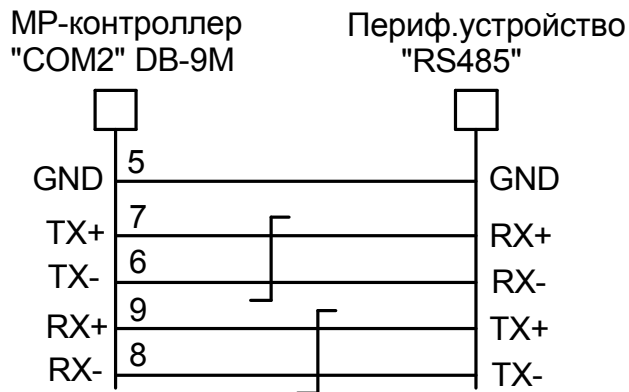 МР-контроллер Периф.устройство
"COM2" DB-9M "RS485"
GND 5 GND
TX+ 7 RX+
TX- 6 RX-
RX+ 9 TX+
RX- 8 TX-